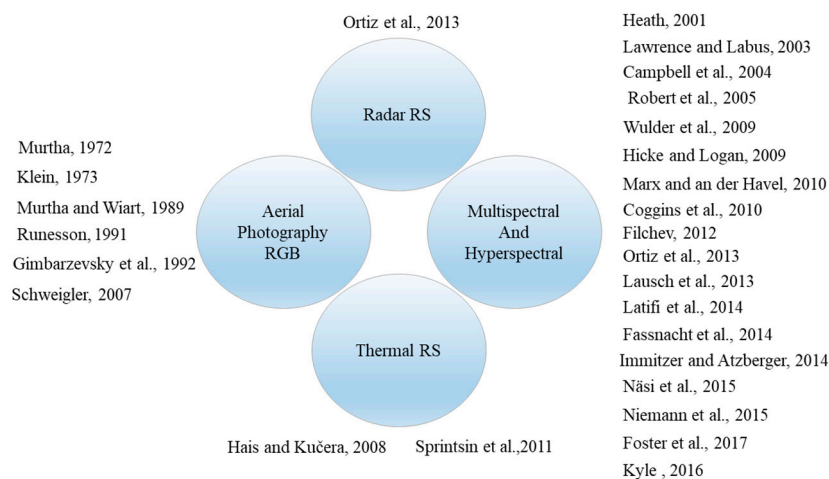 Ortiz et al., 2013
Radar RS
Murtha, 1972
Klein, 1973
Murtha and Wiart, 1989
Runesson, 1991
Gimbarzevsky et al., 1992
Schweigler, 2007
Aerial
Photography
RGB
Multispectral
And
Hyperspectral
Thermal RS
Hais and Kučera, 2008
Sprintsin et al.,2011
Heath, 2001
Lawrence and Labus, 2003
Campbell et al., 2004
Robert et al., 2005
Wulder et al., 2009
Hicke and Logan, 2009
Marx and an der Havel, 2010
Coggins et al., 2010
Filchev, 2012
Ortiz et al., 2013
Lausch et al., 2013
Latifi et al., 2014
Fassnacht et al., 2014
Immitzer and Atzberger, 2014
Näsi et al., 2015
Niemann et al., 2015
Foster et al., 2017
Kyle , 2016